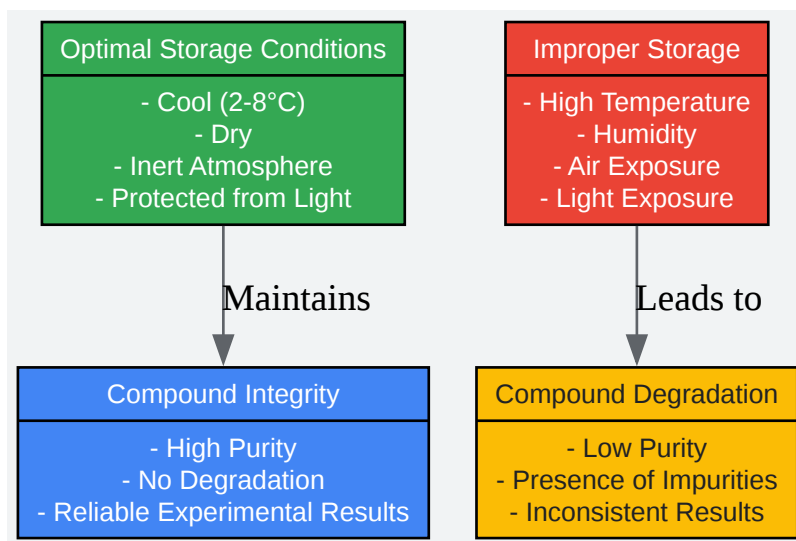 Optimal Storage Conditions
- Cool (2-8°C)
- Dry
- Inert Atmosphere
- Protected from Light
Improper Storage
- High Temperature
- Humidity
- Air Exposure
- Light Exposure
Maintains
Leads to
Compound Integrity
- High Purity
- No Degradation
- Reliable Experimental Results
Compound Degradation
- Low Purity
- Presence of Impurities
- Inconsistent Results